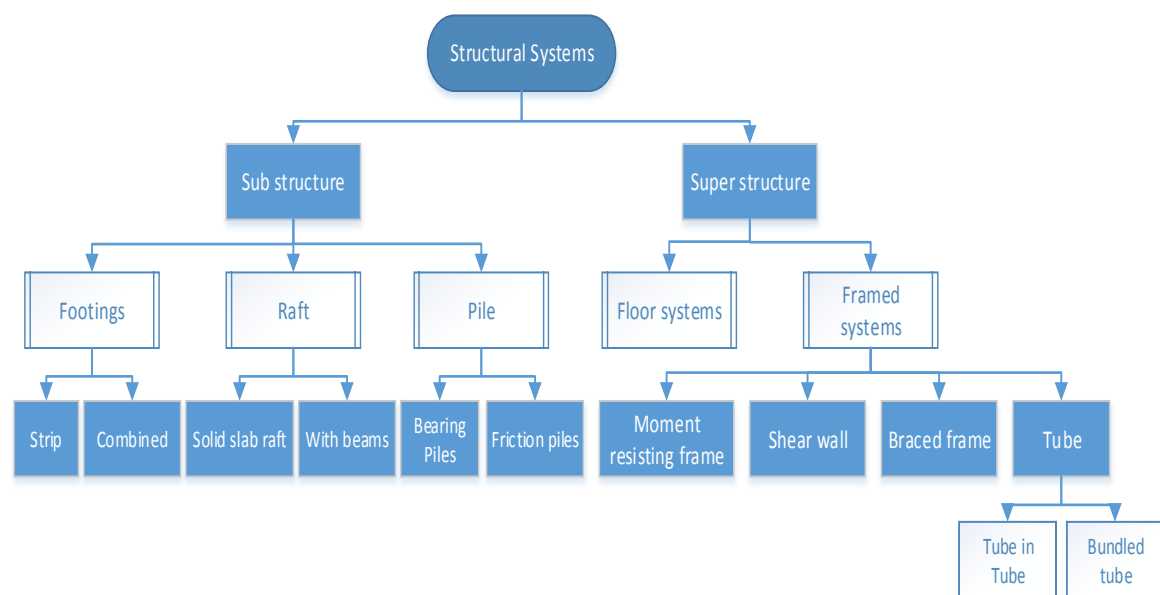 Structural Systems
Sub structure
Super structure
Footings
Raft
Pile
Floor systems
Framed
systems
Strip
Combined
Solid slab raft
With beams
Bearing
Piles
Friction piles
Moment
resisting frame
Shear wall
Braced frame
Tube
Tube in
Tube
Bundled
tube